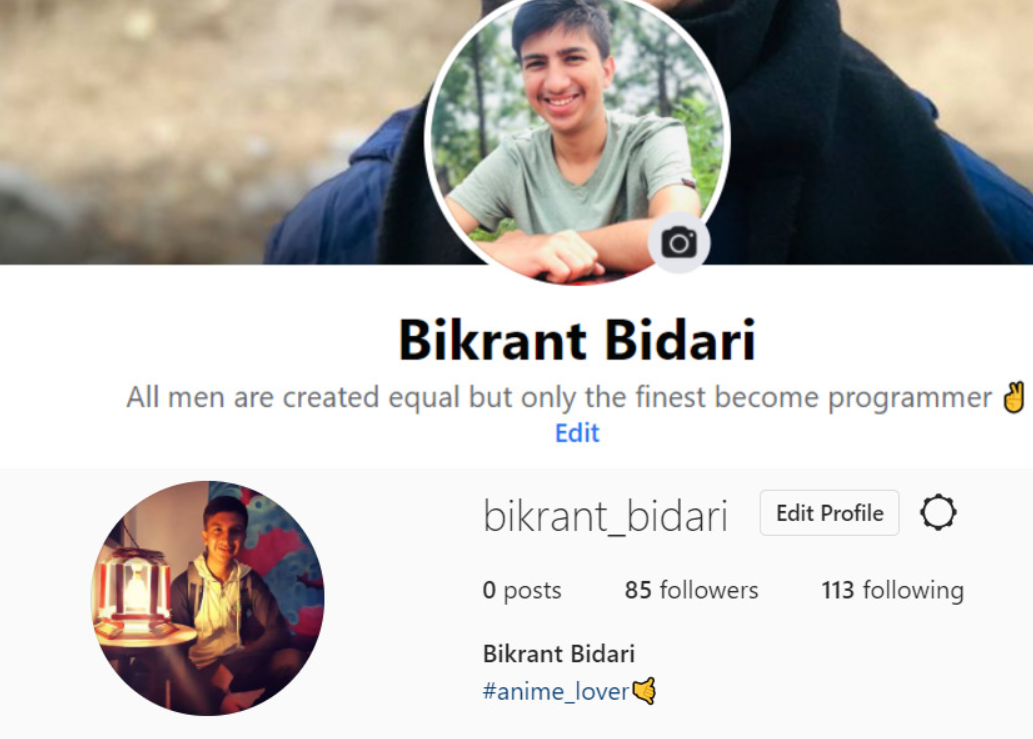 Bikrant Bidari
All men are created equal but only the finest become programmer ✌
Edit
bikrant_bidari Edit Profile
0 posts 85 followers 113 following
Bikrant Bidari
#anime_lover🤙